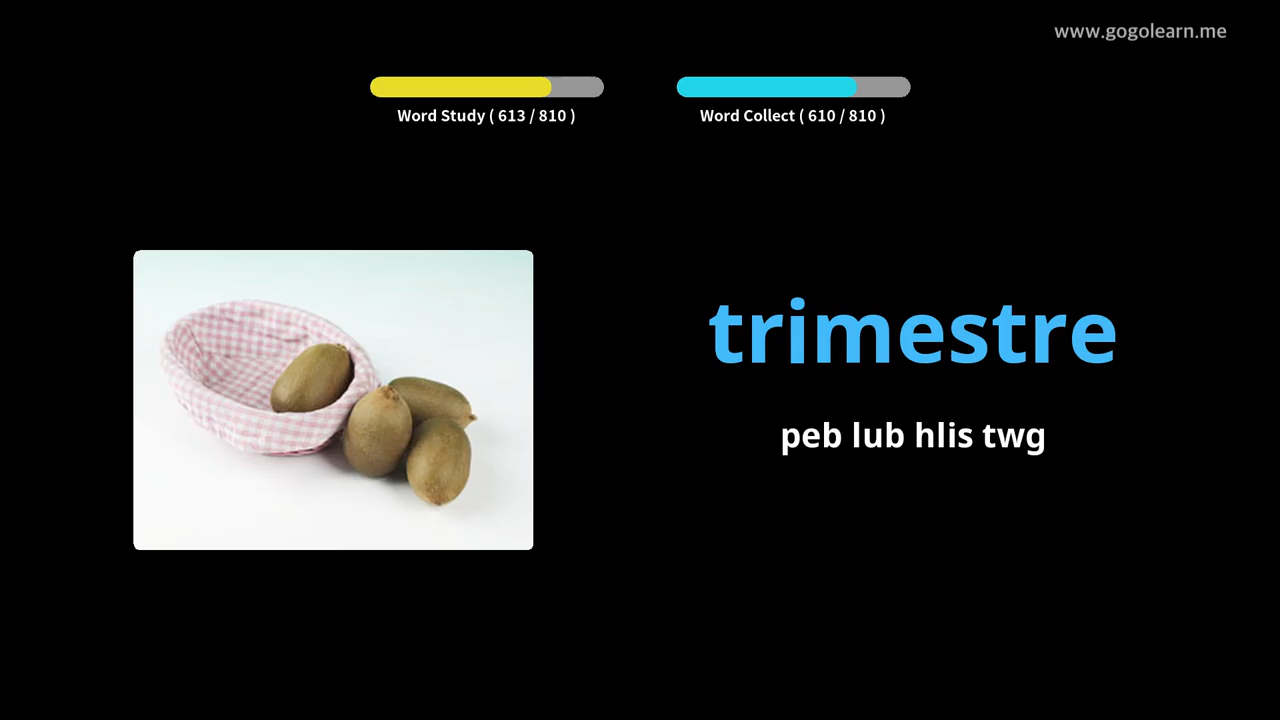 www.gogolearn.me
Word Study ( 613 / 810 )
Word Collect ( 610 / 810 )
trimestre
peb lub hlis twg